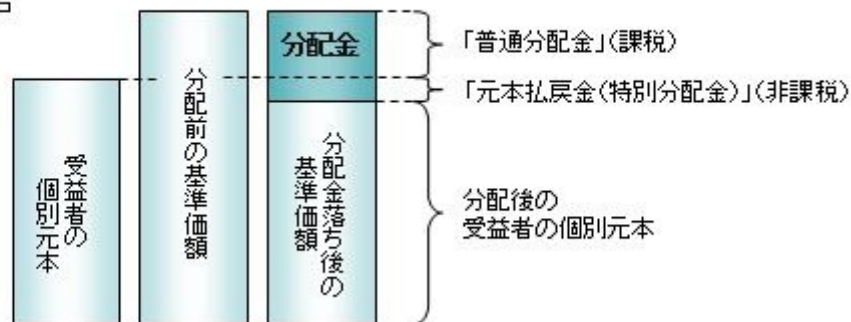 分配金
「普通分配金」(課税)
「元本払戻金(特別分配金)」(非課税)
受益者の
個別元本
分配前の基準価額
分配金落ち後の
基準価額
分配後の
受益者の個別元本